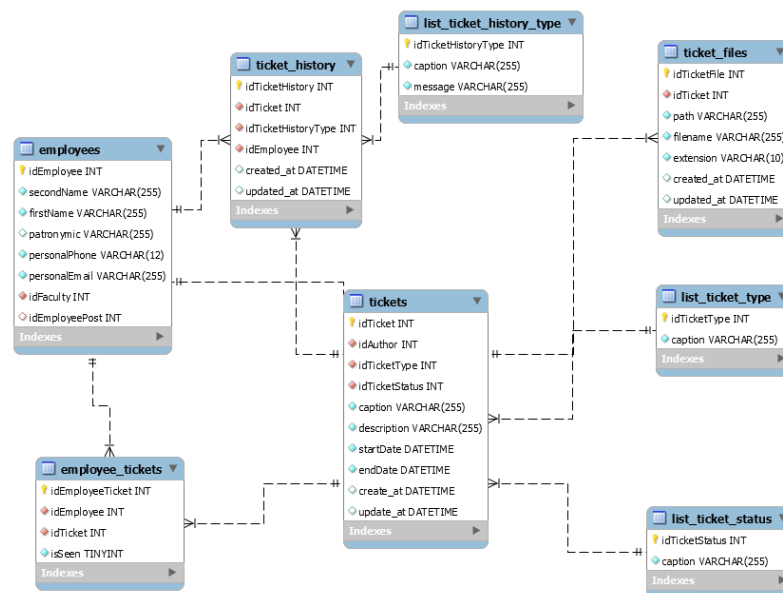 list_ticket_history_type
idTicketHistoryType INT
caption VARCHAR(255)
message VARCHAR(255)
Indexes
ticket_history
idTicketHistory INT
idTicket INT
idTicketHistoryType INT
idEmployee INT
created_at DATETIME
updated_at DATETIME
Indexes
ticket_files
idTicketFile INT
idTicket INT
path VARCHAR(255)
filename VARCHAR(255)
extension VARCHAR(10)
created_at DATETIME
updated_at DATETIME
Indexes
employees
idEmployee INT
secondName VARCHAR(255)
firstName VARCHAR(255)
patronymic VARCHAR(255)
personalPhone VARCHAR(12)
personalEmail VARCHAR(255)
idFaculty INT
idEmployeePost INT
Indexes
tickets
idTicket INT
idAuthor INT
idTicketType INT
idTicketStatus INT
caption VARCHAR(255)
description VARCHAR(255)
startDate DATETIME
endDate DATETIME
create_at DATETIME
update_at DATETIME
Indexes
list_ticket_type
idTicketType INT
caption VARCHAR(255)
Indexes
employee_tickets
idEmployeeTicket INT
idEmployee INT
idTicket INT
isSeen TINYINT
Indexes
list_ticket_status
idTicketStatus INT
caption VARCHAR(255)
Indexes